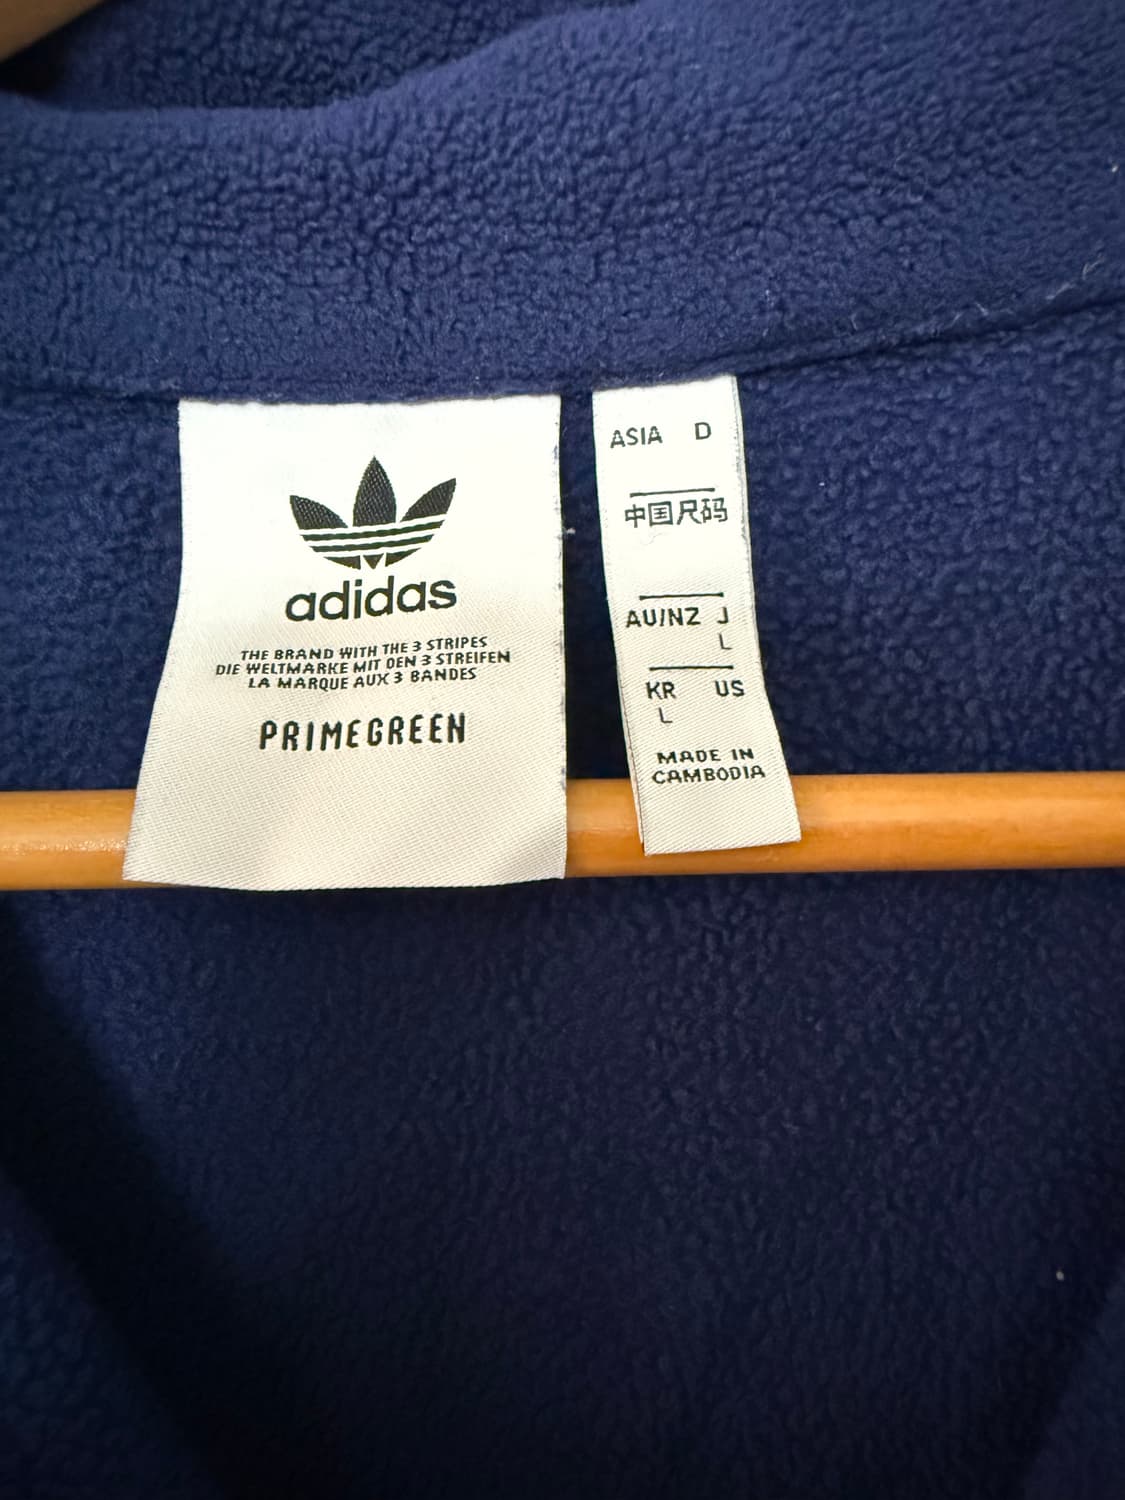 adidas
THE BRAND WITH THE 3 STRIPES
DIE WELTMARKE MIT DEN 3 STREIFEN
LA MARQUE AUX 3 BANDES
PRIMEGREEN
ASIA D
中国尺码
AU/NZ J
L
KR US
L
MADE IN
CAMBODIA